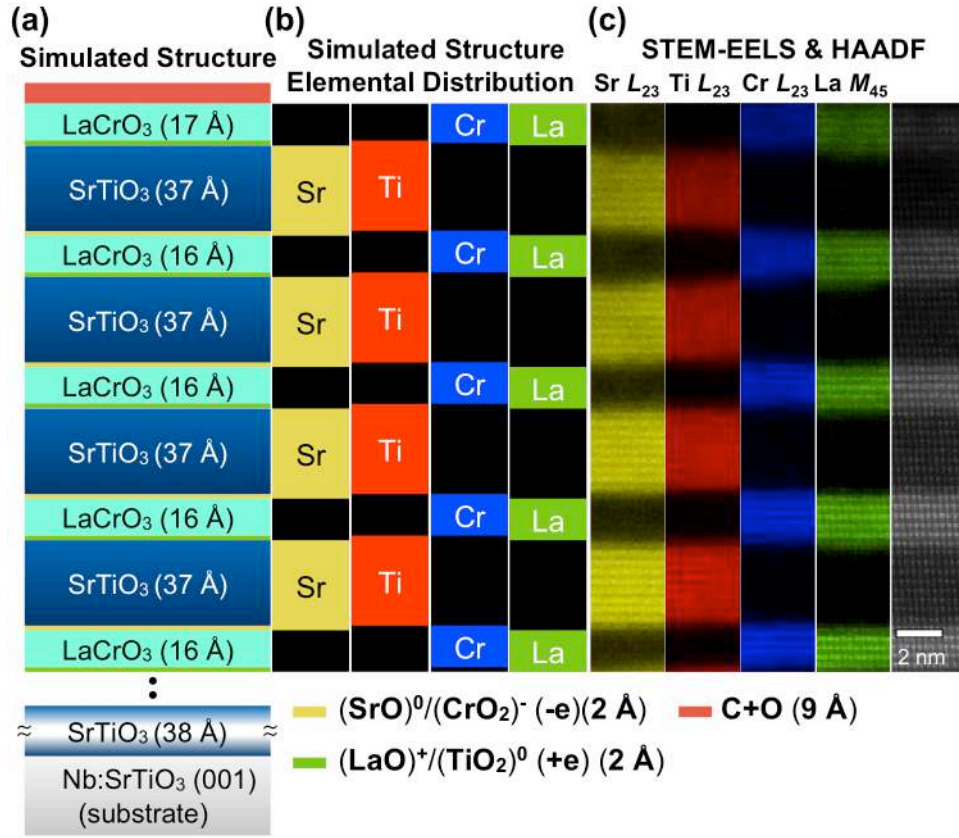 (a)
(b)
(c)
Simulated Structure
Simulated Structure
Elemental Distribution
STEM-EELS & HAADF
Sr L₂₃ Ti L₂₃ Cr L₂₃ La M₄₅
LaCrO₃ (17 Å)
Cr
La
SrTiO₃ (37 Å)
Sr
Ti
LaCrO₃ (16 Å)
Cr
La
SrTiO₃ (37 Å)
Sr
Ti
LaCrO₃ (16 Å)
Cr
La
SrTiO₃ (37 Å)
Sr
Ti
LaCrO₃ (16 Å)
Cr
La
SrTiO₃ (37 Å)
Sr
Ti
LaCrO₃ (16 Å)
Cr
La
2 nm
≈ SrTiO₃ (38 Å) ≈
Nb:SrTiO₃ (001)
(substrate)
(SrO)⁰/(CrO₂)⁻ (-e)(2 Å)
C+O (9 Å)
(LaO)⁺/(TiO₂)⁰ (+e) (2 Å)